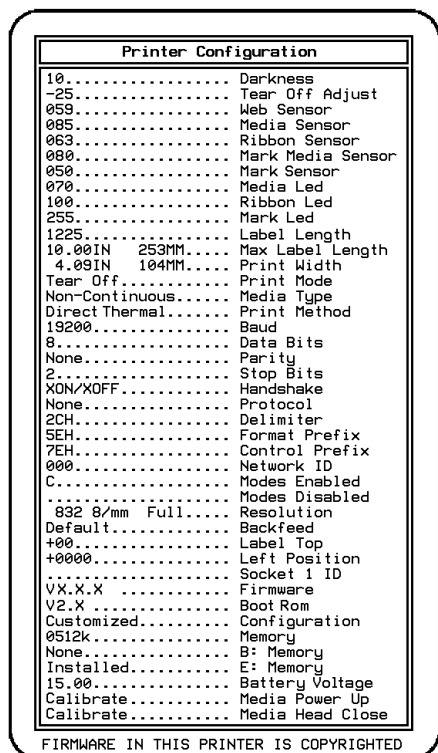 Printer Configuration
10.................. Darkness
-25................. Tear Off Adjust
059................. Web Sensor
085................. Media Sensor
063................. Ribbon Sensor
080................. Mark Media Sensor
050................. Mark Sensor
070................. Media Led
100................. Ribbon Led
255................. Mark Led
1225................ Label Length
10.00IN   253MM..... Max Label Length
4.09IN   104MM..... Print Width
Tear Off............ Print Mode
Non-Continuous...... Media Type
Direct Thermal....... Print Method
19200............... Baud
8................... Data Bits
None................ Parity
2................... Stop Bits
XON/XOFF............ Handshake
None................ Protocol
2CH................. Delimiter
5EH................. Format Prefix
7EH................. Control Prefix
000................. Network ID
C................... Modes Enabled
.................... Modes Disabled
832 8/mm  Full..... Resolution
Default............. Backfeed
+00................. Label Top
+0000............... Left Position
.................... Socket 1 ID
VX.X.X  ............ Firmware
V2.X ............... Boot Rom
Customized.......... Configuration
0512k............... Memory
None................ B: Memory
Installed........... E: Memory
15.00............... Battery Voltage
Calibrate........... Media Power Up
Calibrate........... Media Head Close
FIRMWARE IN THIS PRINTER IS COPYRIGHTED